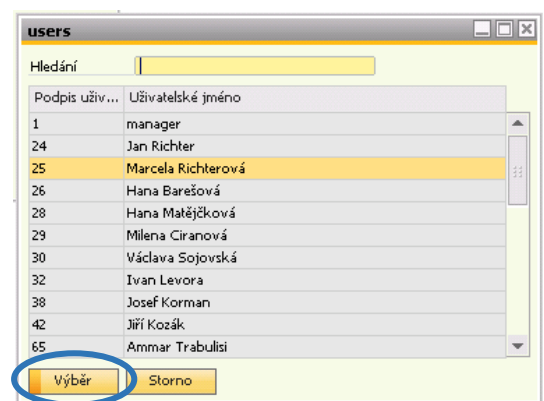 users
Hledání
Podpis uživ... Uživatelské jméno
1 manager
24 Jan Richter
25 Marcela Richterová
26 Hana Barešová
28 Hana Matějčková
29 Milena Ciranová
30 Václava Sojovská
32 Ivan Levora
38 Josef Korman
42 Jiří Kozák
65 Ammar Trabulisi
Výběr Storno